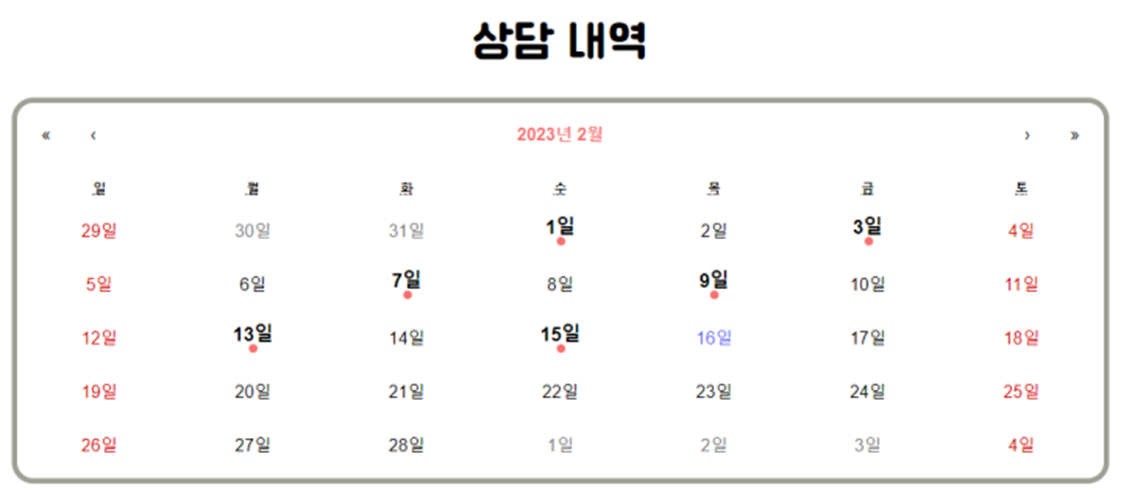 상담 내역
« ‹ 2023년 2월 › »
일 월 화 수 목 금 토
29일 30일 31일 1일 2일 3일 4일
5일 6일 7일 8일 9일 10일 11일
12일 13일 14일 15일 16일 17일 18일
19일 20일 21일 22일 23일 24일 25일
26일 27일 28일 1일 2일 3일 4일